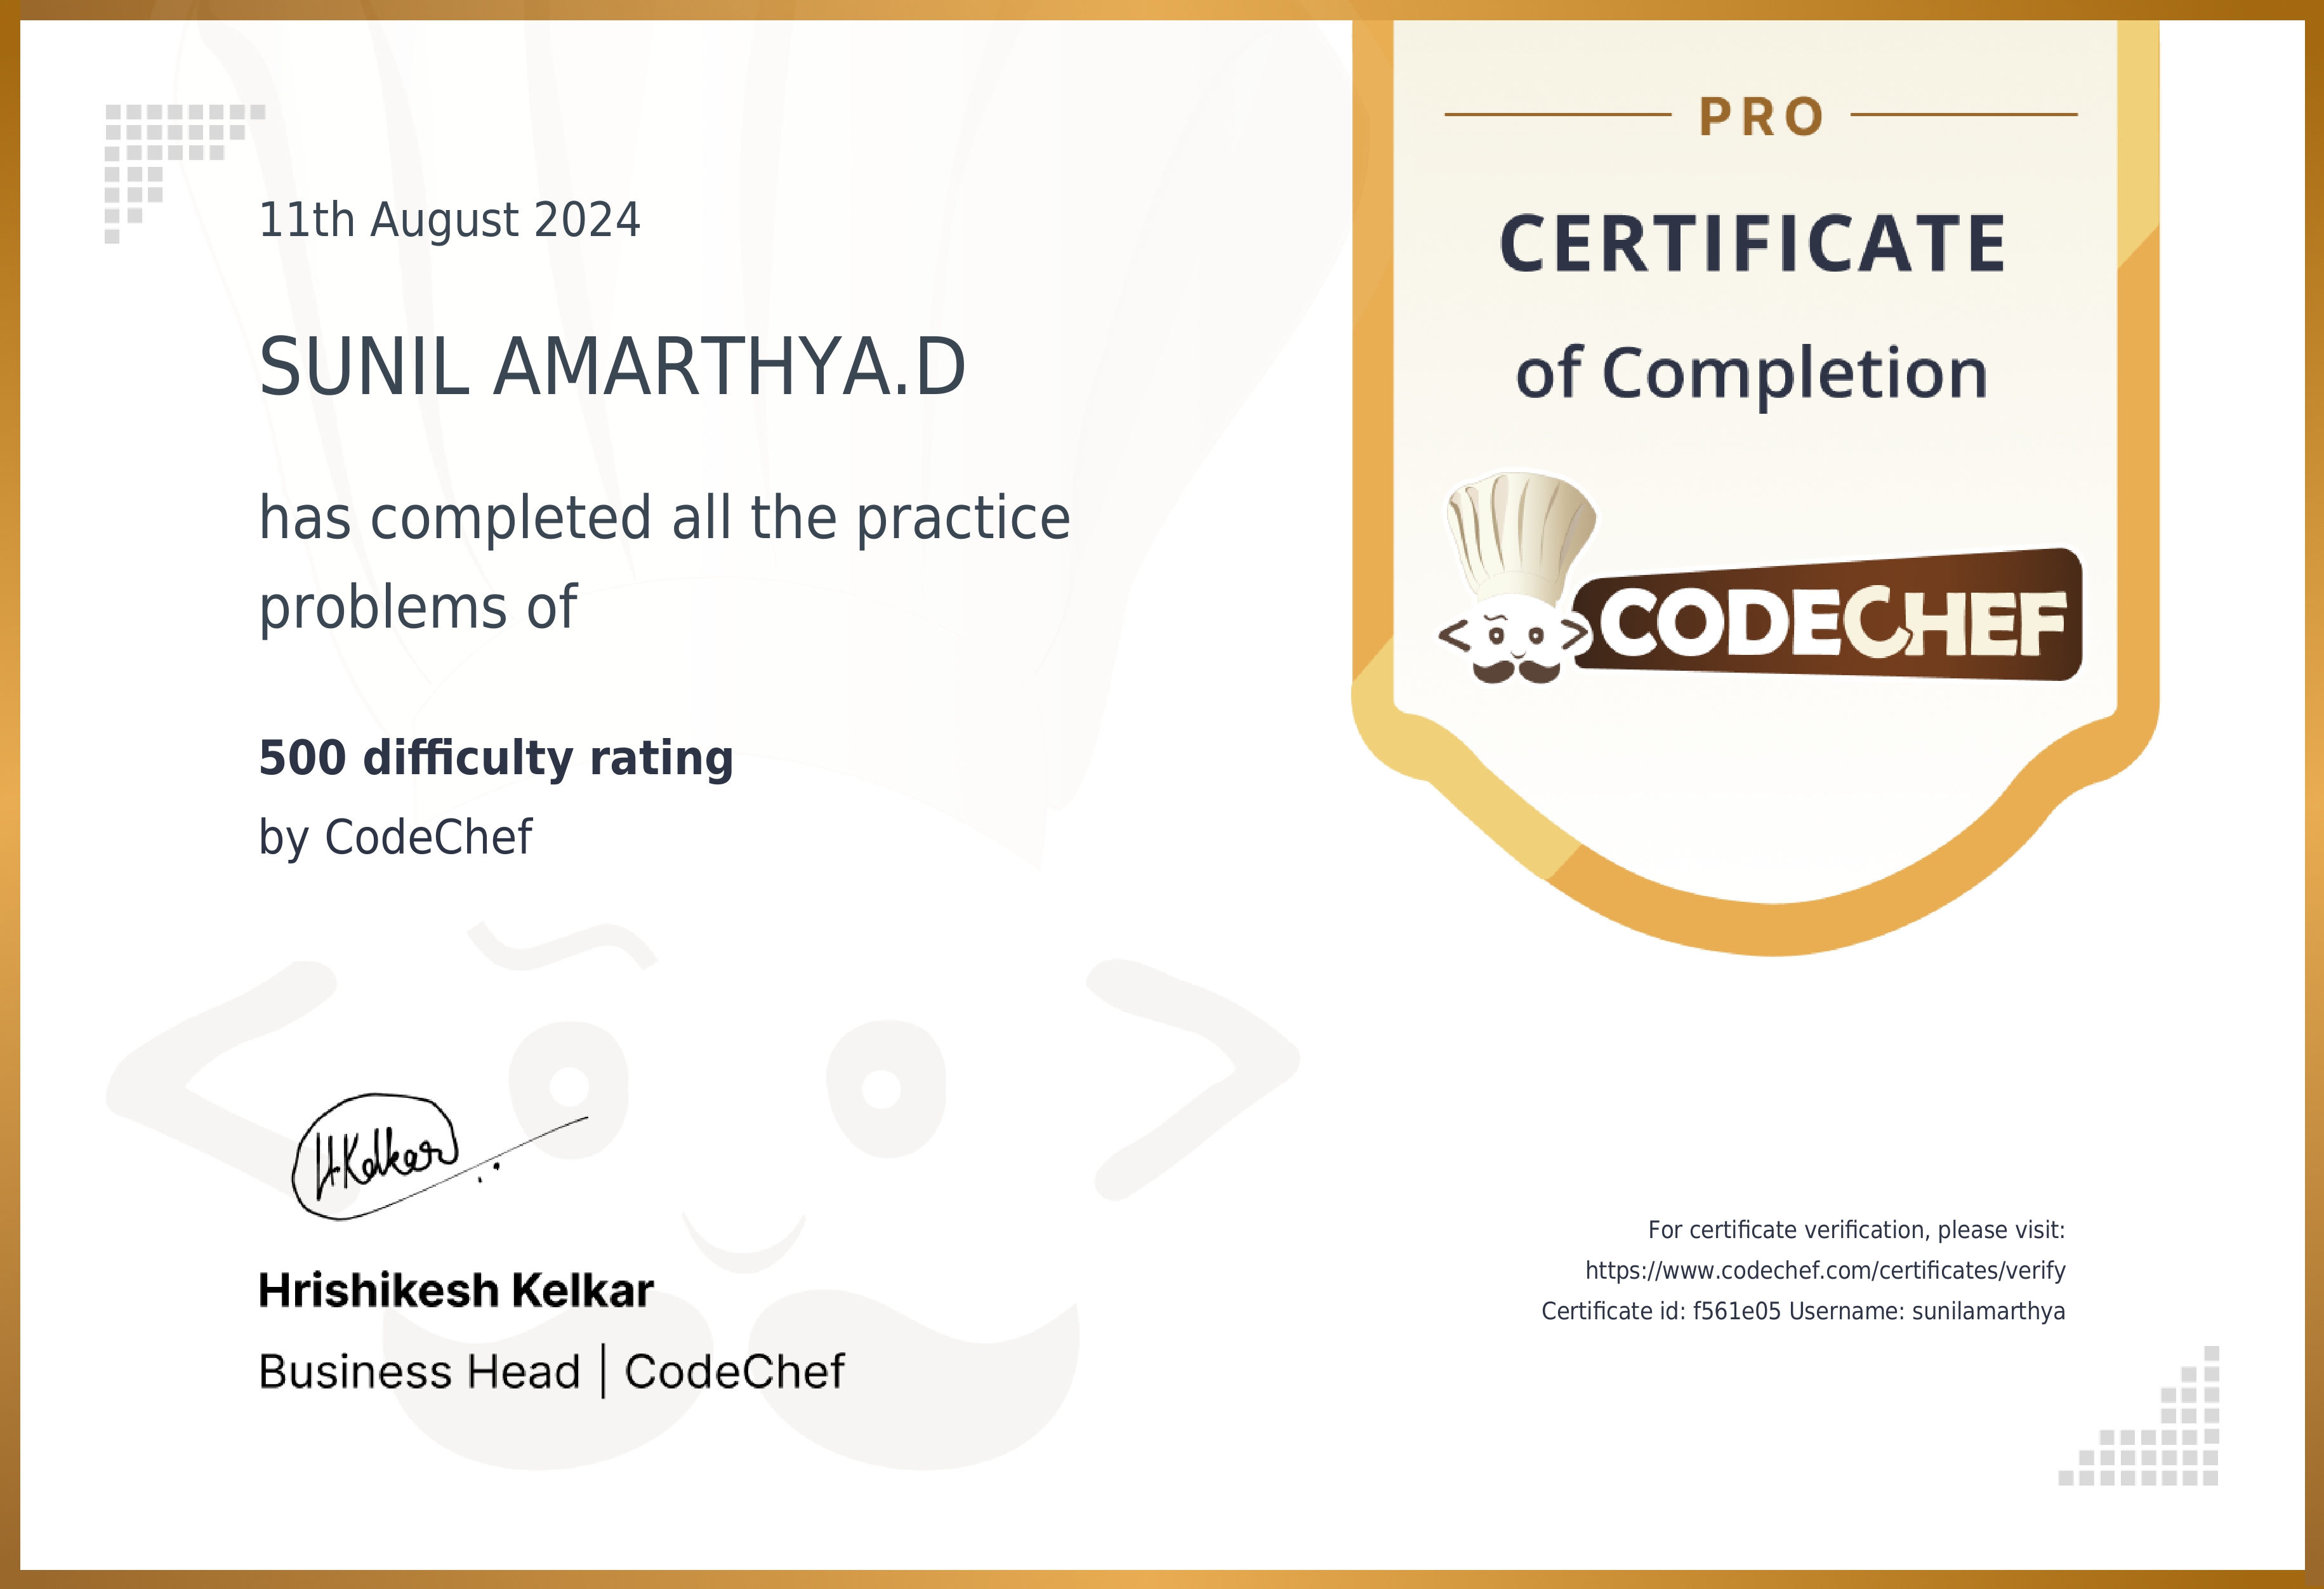 11th August 2024
SUNIL AMARTHYA.D
has completed all the practice
problems of
500 difficulty rating
by CodeChef
HKelkar
Hrishikesh Kelkar
Business Head | CodeChef
PRO
CERTIFICATE
of Completion
CODECHEF
For certificate verification, please visit:
https://www.codechef.com/certificates/verify
Certificate id: f561e05 Username: sunilamarthya